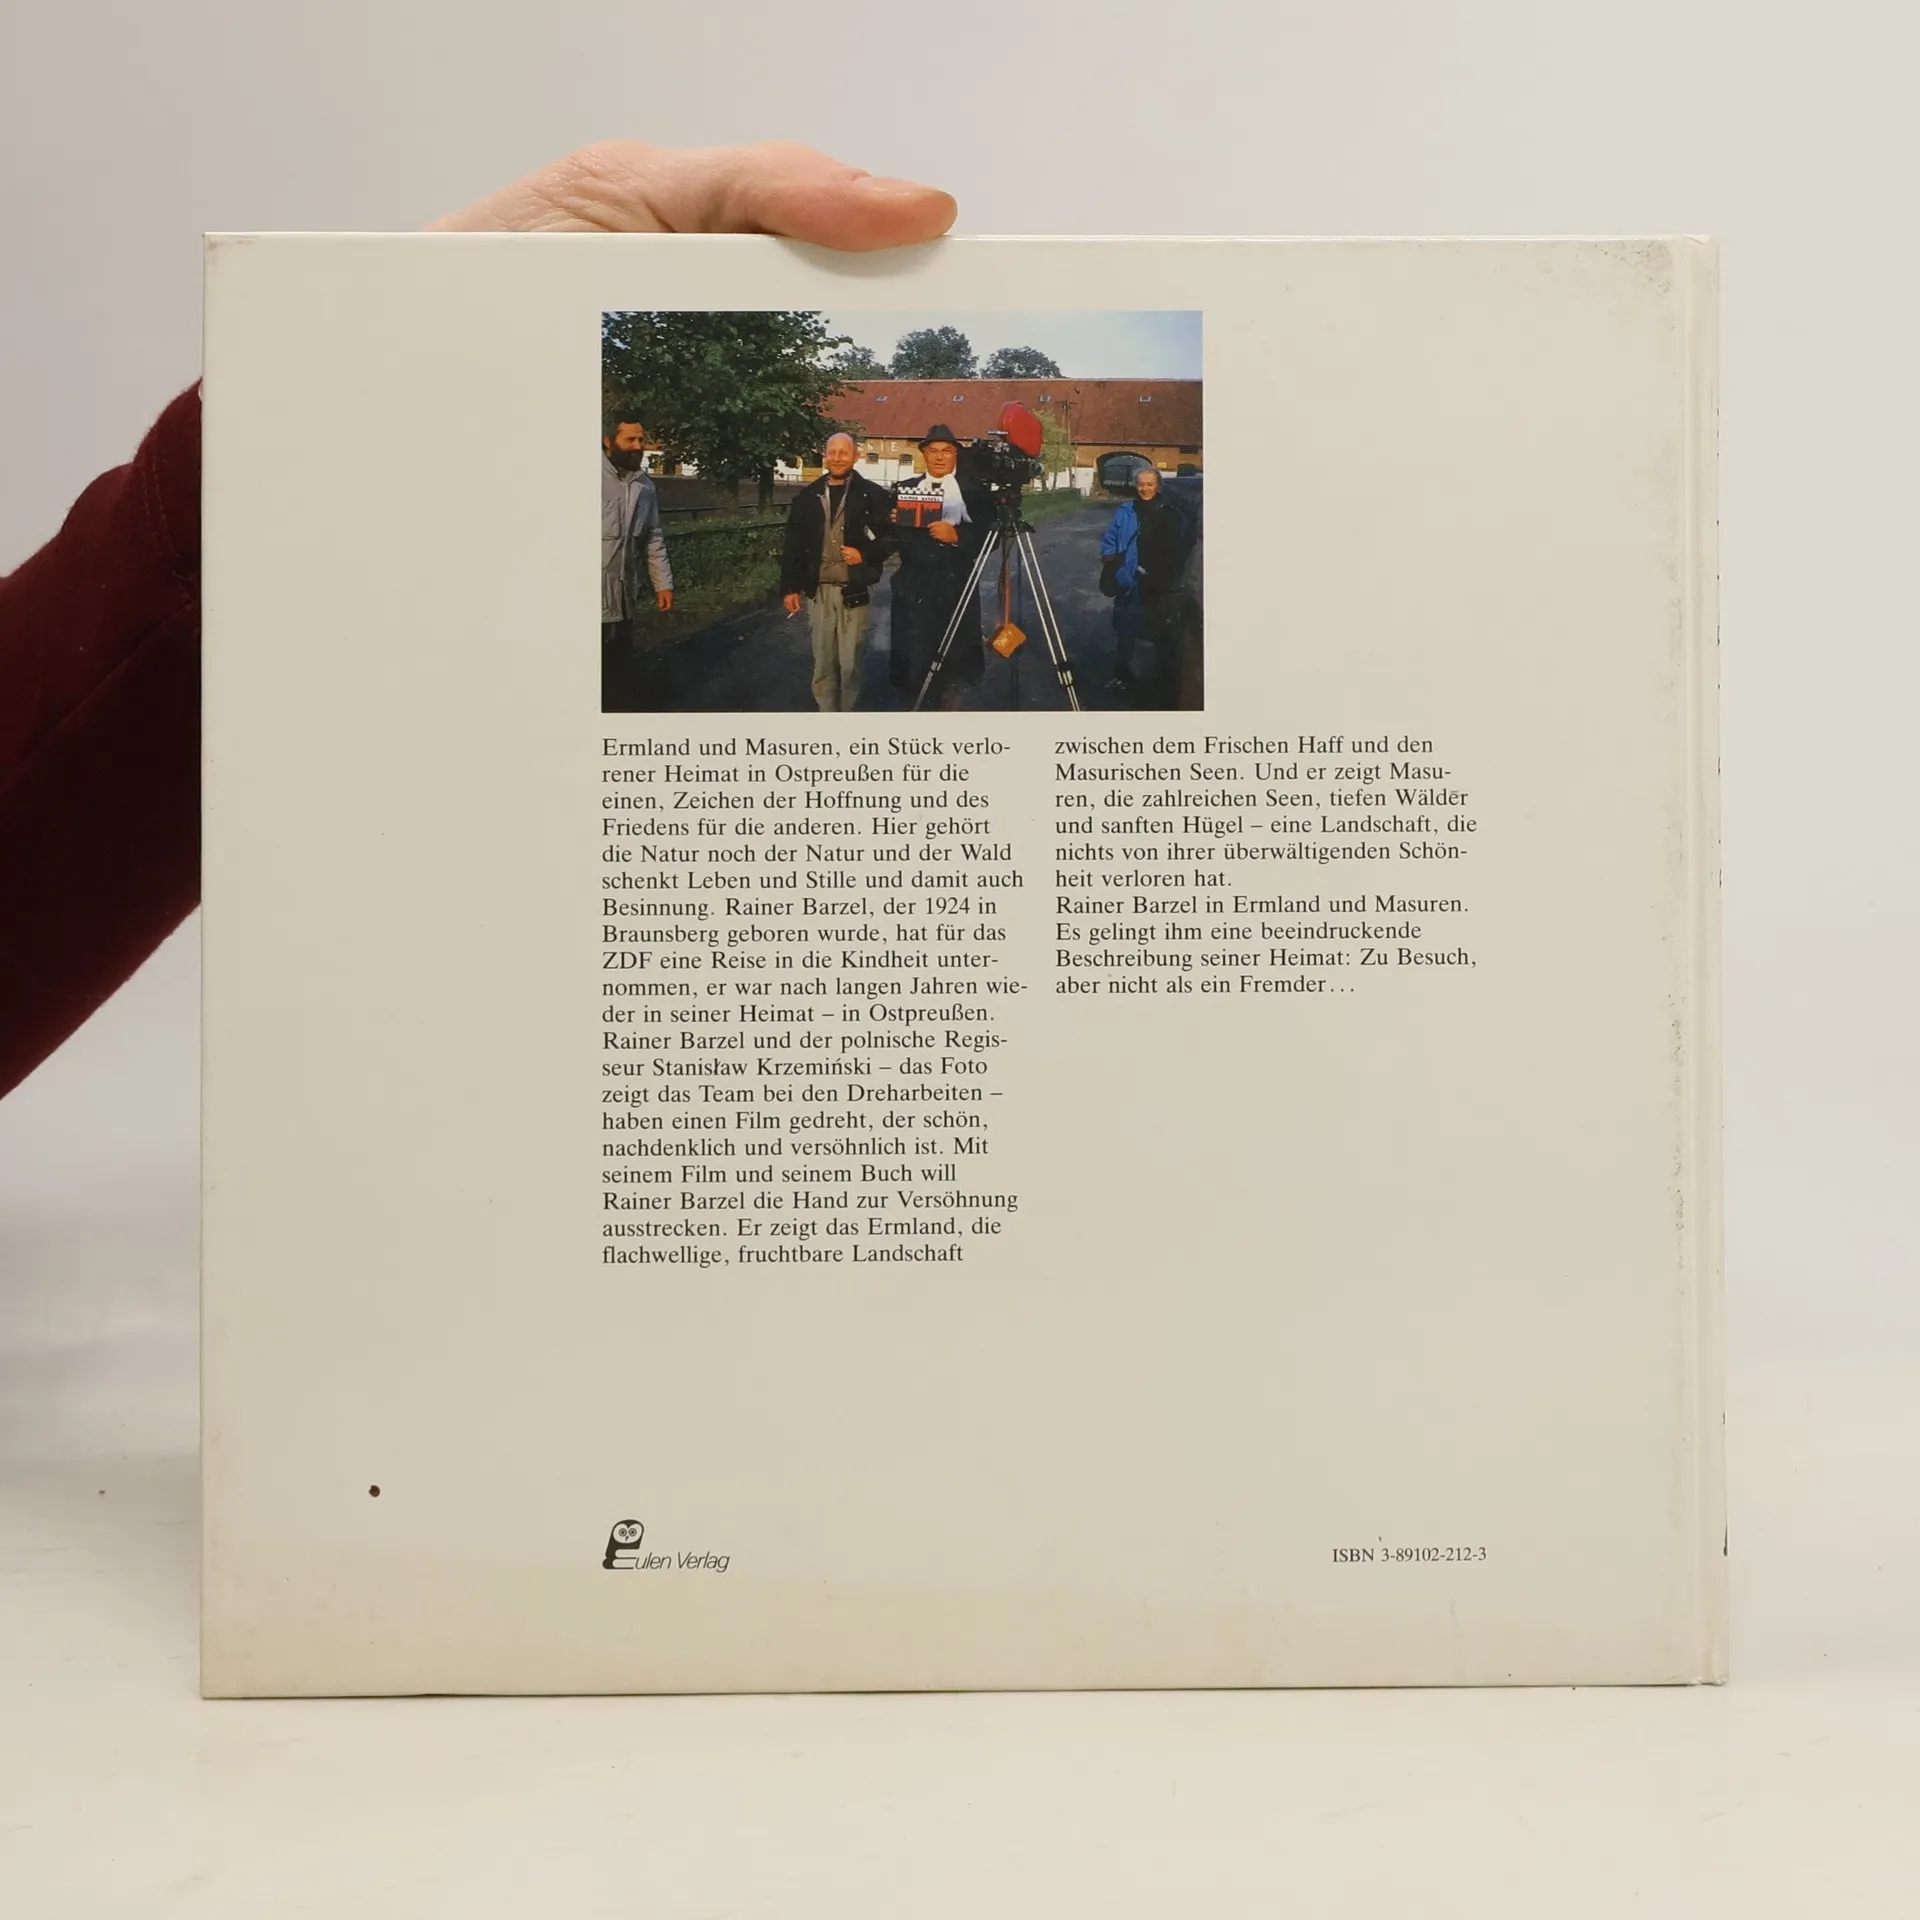 RAINER BARZEL
Ermland und Masuren, ein Stück verlo-
rener Heimat in Ostpreußen für die
einen, Zeichen der Hoffnung und des
Friedens für die anderen. Hier gehört
die Natur noch der Natur und der Wald
schenkt Leben und Stille und damit auch
Besinnung. Rainer Barzel, der 1924 in
Braunsberg geboren wurde, hat für das
ZDF eine Reise in die Kindheit unter-
nommen, er war nach langen Jahren wie-
der in seiner Heimat – in Ostpreußen.
Rainer Barzel und der polnische Regis-
seur Stanisław Krzemiński – das Foto
zeigt das Team bei den Dreharbeiten –
haben einen Film gedreht, der schön,
nachdenklich und versöhnlich ist. Mit
seinem Film und seinem Buch will
Rainer Barzel die Hand zur Versöhnung
ausstrecken. Er zeigt das Ermland, die
flachwellige, fruchtbare Landschaft
zwischen dem Frischen Haff und den
Masurischen Seen. Und er zeigt Masu-
ren, die zahlreichen Seen, tiefen Wälder
und sanften Hügel – eine Landschaft, die
nichts von ihrer überwältigenden Schön-
heit verloren hat.
Rainer Barzel in Ermland und Masuren.
Es gelingt ihm eine beeindruckende
Beschreibung seiner Heimat: Zu Besuch,
aber nicht als ein Fremder...
Eulen Verlag
ISBN 3-89102-212-3